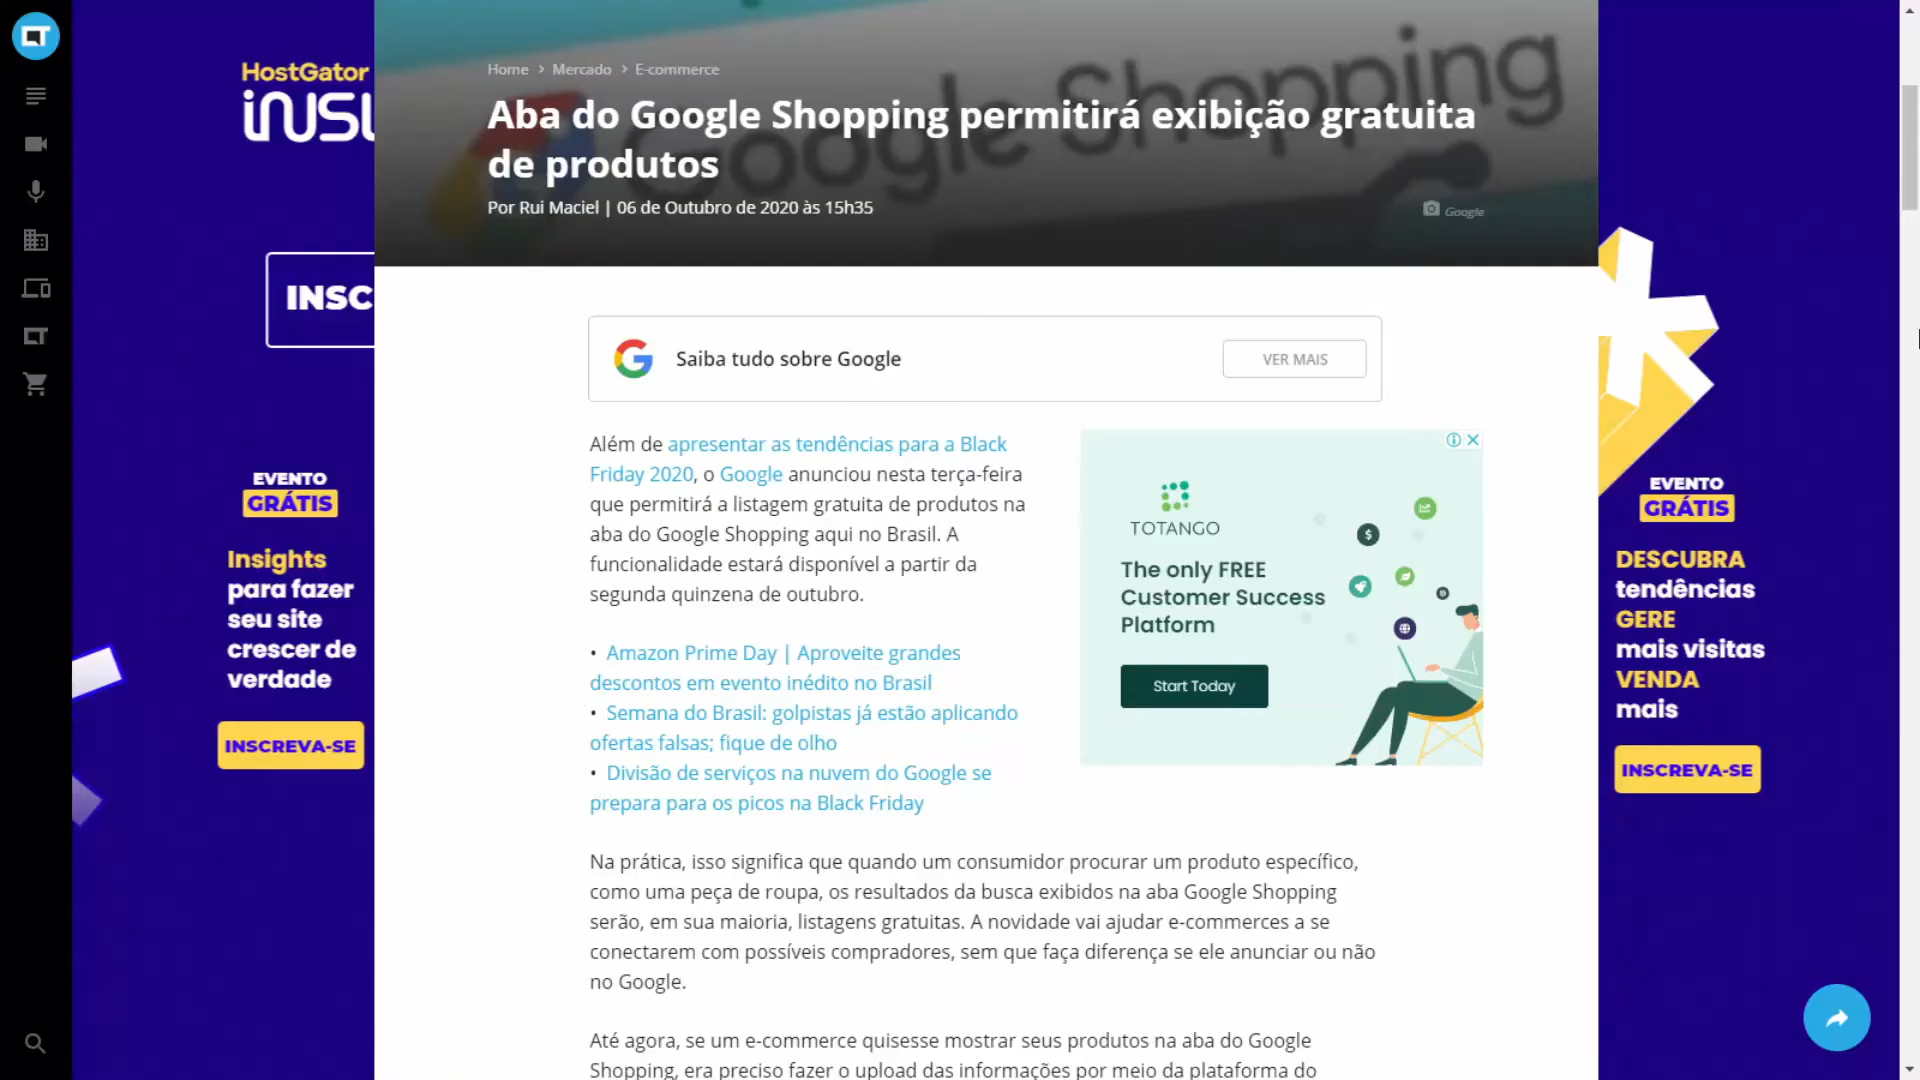 HostGator
INSC
EVENTO
GRÁTIS
Insights
para fazer
seu site
crescer de
verdade
INSCREVA-SE
Home > Mercado > E-commerce
Google Shopping
Aba do Google Shopping permitirá exibição gratuita
de produtos
Por Rui Maciel | 06 de Outubro de 2020 às 15h35
Google
Saiba tudo sobre Google
VER MAIS
Além de apresentar as tendências para a Black
Friday 2020, o Google anunciou nesta terça-feira
que permitirá a listagem gratuita de produtos na
aba do Google Shopping aqui no Brasil. A
funcionalidade estará disponível a partir da
segunda quinzena de outubro.
• Amazon Prime Day | Aproveite grandes
descontos em evento inédito no Brasil
• Semana do Brasil: golpistas já estão aplicando
ofertas falsas; fique de olho
• Divisão de serviços na nuvem do Google se
prepara para os picos na Black Friday
TOTANGO
The only FREE
Customer Success
Platform
Start Today
Na prática, isso significa que quando um consumidor procurar um produto específico,
como uma peça de roupa, os resultados da busca exibidos na aba Google Shopping
serão, em sua maioria, listagens gratuitas. A novidade vai ajudar e-commerces a se
conectarem com possíveis compradores, sem que faça diferença se ele anunciar ou não
no Google.
Até agora, se um e-commerce quisesse mostrar seus produtos na aba do Google
Shopping, era preciso fazer o upload das informações por meio da plataforma do
EVENTO
GRÁTIS
DESCUBRA
tendências
GERE
mais visitas
VENDA
mais
INSCREVA-SE